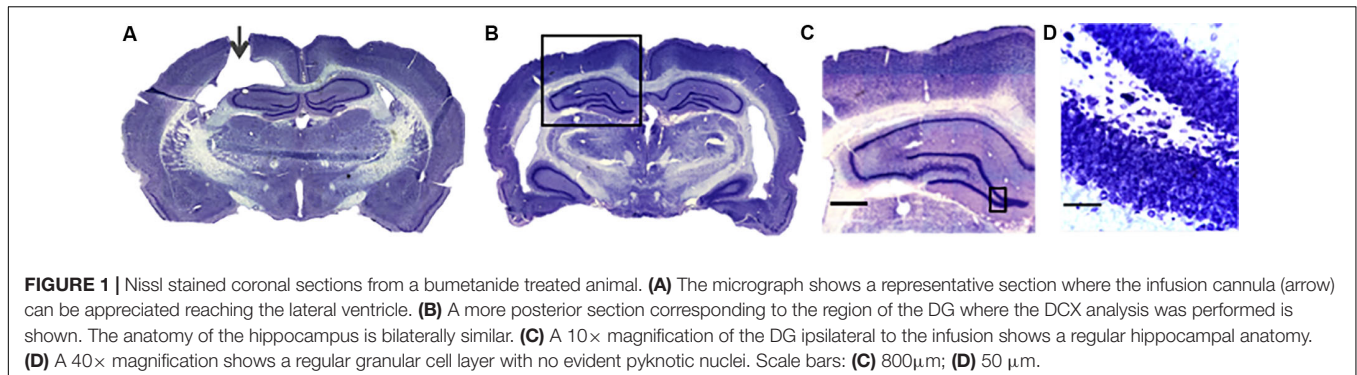 A
B
C
D
FIGURE 1 | Nissl stained coronal sections from a bumetanide treated animal. (A) The micrograph shows a representative section where the infusion cannula (arrow)
can be appreciated reaching the lateral ventricle. (B) A more posterior section corresponding to the region of the DG where the DCX analysis was performed is
shown. The anatomy of the hippocampus is bilaterally similar. (C) A 10× magnification of the DG ipsilateral to the infusion shows a regular hippocampal anatomy.
(D) A 40× magnification shows a regular granular cell layer with no evident pyknotic nuclei. Scale bars: (C) 800μm; (D) 50 μm.